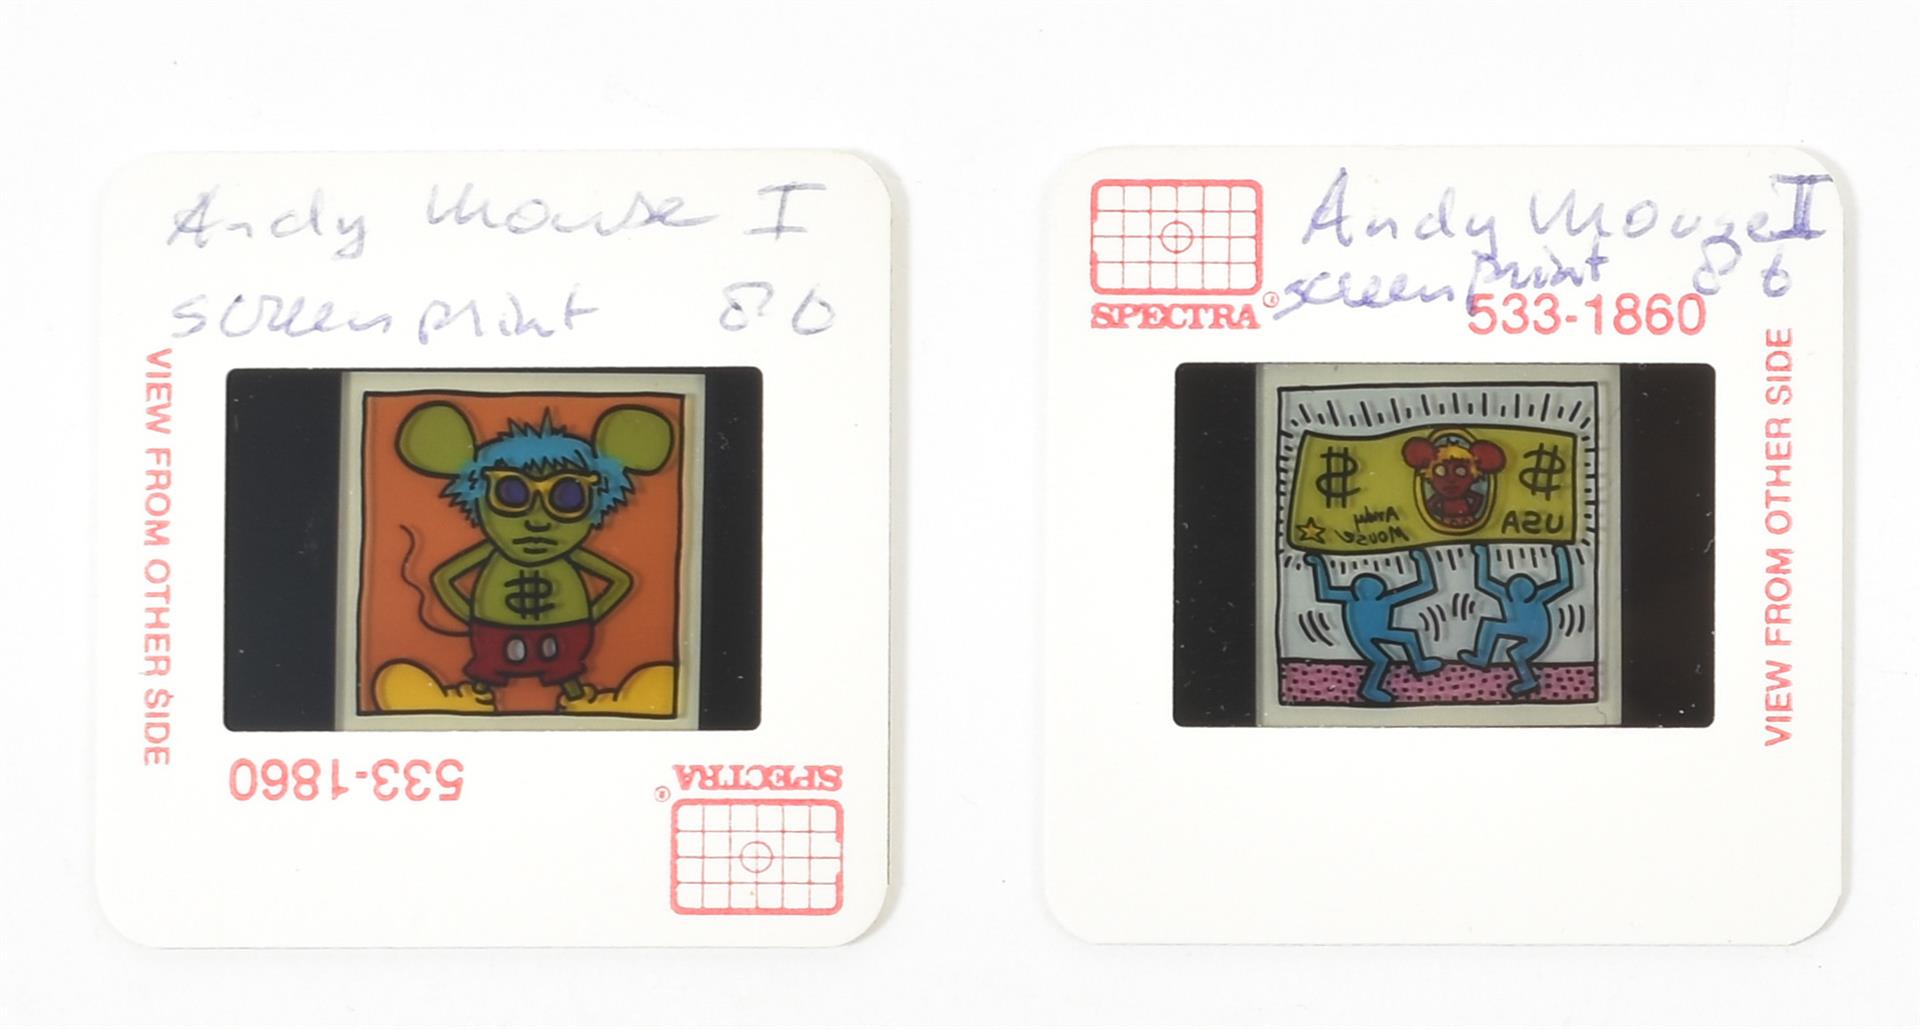 Andy Mouse I
screenprint 86
VIEW FROM OTHER SIDE
533-1860
SPECTRA®
Andy Mouse II
screenprint 86
SPECTRA®
533-1860
VIEW FROM OTHER SIDE
$ $
Andy
Mouse
USA
$